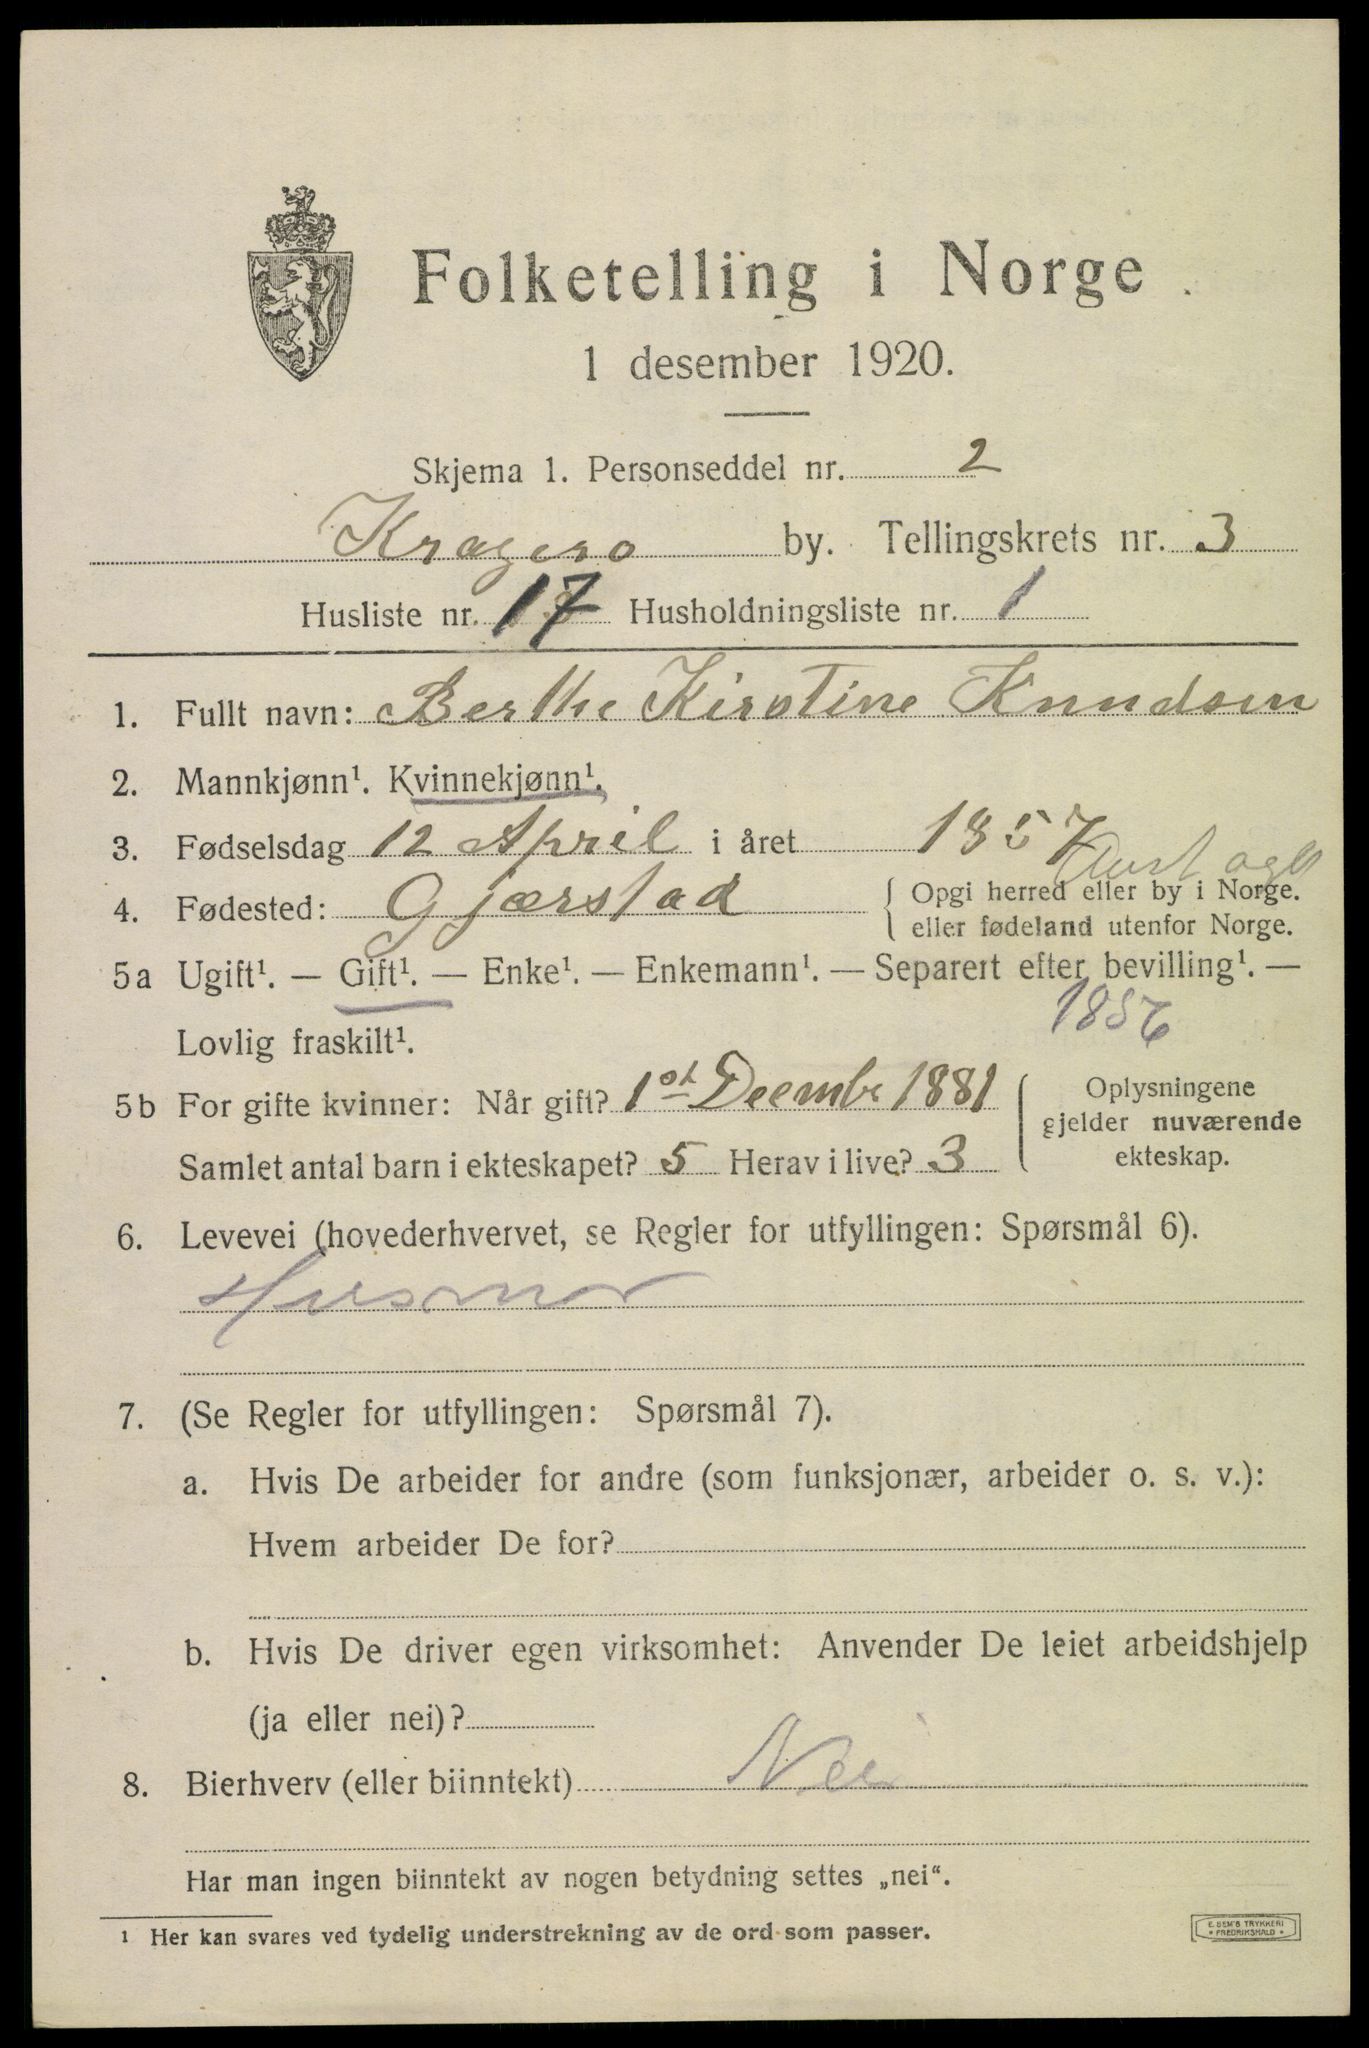 Folketelling i Norge
1 desember 1920.
Skjema 1. Personseddel nr. 2
Kragerø by. Tellingskrets nr. 3
Husliste nr. 17 Husholdningsliste nr. 1
1. Fullt navn: Berthe Kirstine Knudsen
2. Mannkjønn¹. Kvinnekjønn¹.
3. Fødselsdag 12 April i året 1857
Aust agd
4. Fødested: Gjærstad { Opgi herred eller by i Norge.
eller fødeland utenfor Norge.
5a Ugift¹. — Gift¹. — Enke¹. — Enkemann¹. — Separert efter bevilling¹. —
Lovlig fraskilt¹. 1856
5b For gifte kvinner: Når gift? 1st Deembr 1881 { Oplysningene
gjelder nuværende
Samlet antal barn i ekteskapet? 5 Herav i live? 3 ekteskap.
6. Levevei (hovederhvervet, se Regler for utfyllingen: Spørsmål 6).
Husmor
7. (Se Regler for utfyllingen: Spørsmål 7).
a. Hvis De arbeider for andre (som funksjonær, arbeider o. s. v.):
Hvem arbeider De for?
b. Hvis De driver egen virksomhet: Anvender De leiet arbeidshjelp
(ja eller nei)?
8. Bierhverv (eller biinntekt) Nei
Har man ingen biinntekt av nogen betydning settes „nei“.
¹ Her kan svares ved tydelig understrekning av de ord som passer.
E. SEM'S TRYKKERI
* FREDRIKSHALD *